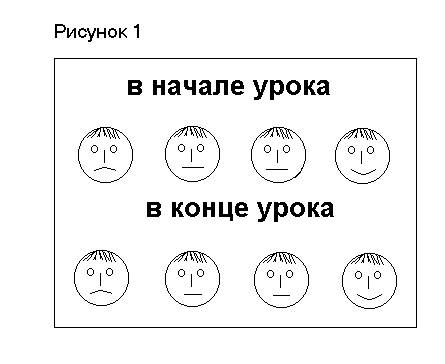 Рисунок 1
в начале урока
в конце урока